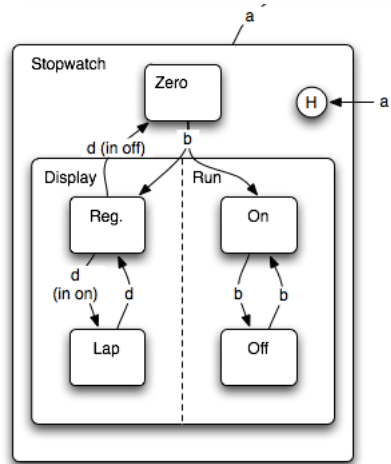 a
Stopwatch
Zero
H
a
d (in off)
b
Display
Run
Reg.
On
d
(in on)
d
b
b
Lap
Off